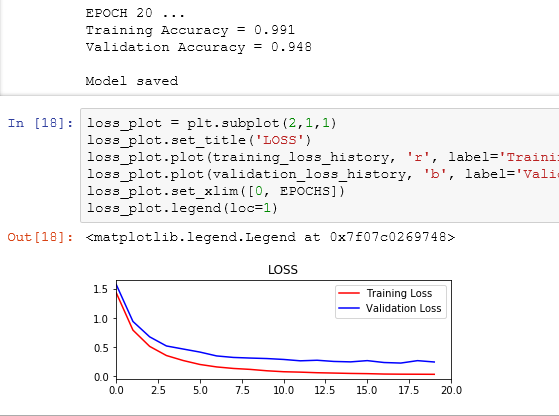 EPOCH 20 ...
Training Accuracy = 0.991
Validation Accuracy = 0.948
Model saved
In [18]:
loss_plot = plt.subplot(2,1,1)
loss_plot.set_title('LOSS')
loss_plot.plot(training_loss_history, 'r', label='Traini
loss_plot.plot(validation_loss_history, 'b', label='Vali
loss_plot.set_xlim([0, EPOCHS])
loss_plot.legend(loc=1)
Out[18]: <matplotlib.legend.Legend at 0x7f07c0269748>
LOSS
Training Loss
Validation Loss
1.5
1.0
0.5
0.0
0.0 2.5 5.0 7.5 10.0 12.5 15.0 17.5 20.0